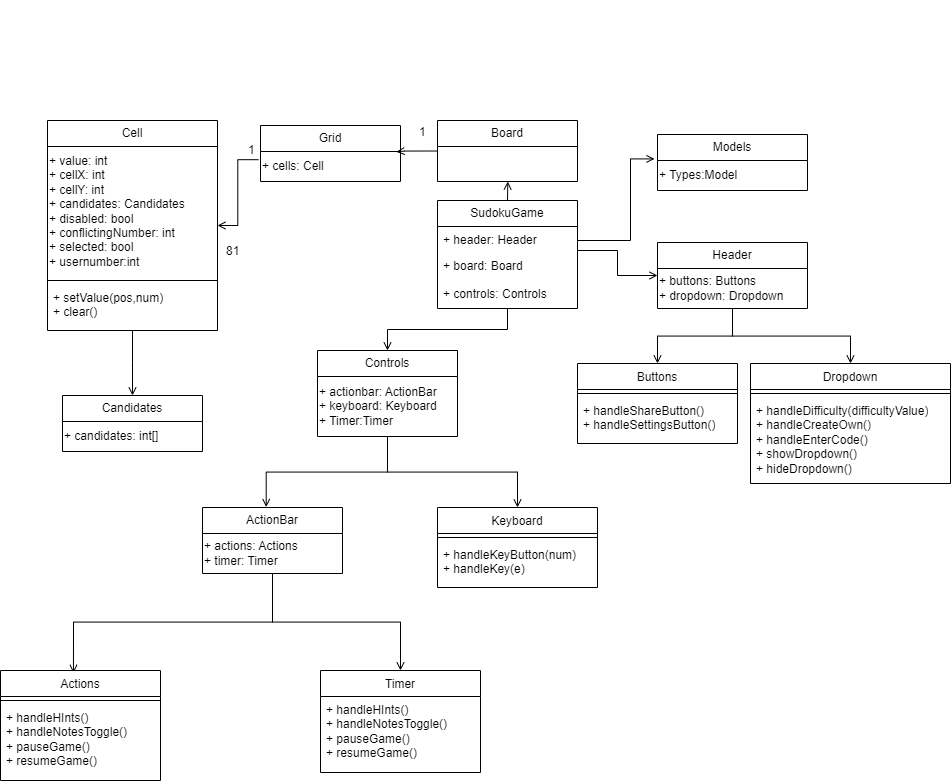 Cell
+ value: int
+ cellX: int
+ cellY: int
+ candidates: Candidates
+ disabled: bool
+ conflictingNumber: int
+ selected: bool
+ usernumber:int
+ setValue(pos,num)
+ clear()
1
81
Grid
+ cells: Cell
1
Board
SudokuGame
+ header: Header
+ board: Board
+ controls: Controls
Models
+ Types:Model
Header
+ buttons: Buttons
+ dropdown: Dropdown
Candidates
+ candidates: int[]
Controls
+ actionbar: ActionBar
+ keyboard: Keyboard
+ Timer:Timer
Buttons
+ handleShareButton()
+ handleSettingsButton()
Dropdown
+ handleDifficulty(difficultyValue)
+ handleCreateOwn()
+ handleEnterCode()
+ showDropdown()
+ hideDropdown()
ActionBar
+ actions: Actions
+ timer: Timer
Keyboard
+ handleKeyButton(num)
+ handleKey(e)
Actions
+ handleHInts()
+ handleNotesToggle()
+ pauseGame()
+ resumeGame()
Timer
+ handleHInts()
+ handleNotesToggle()
+ pauseGame()
+ resumeGame()